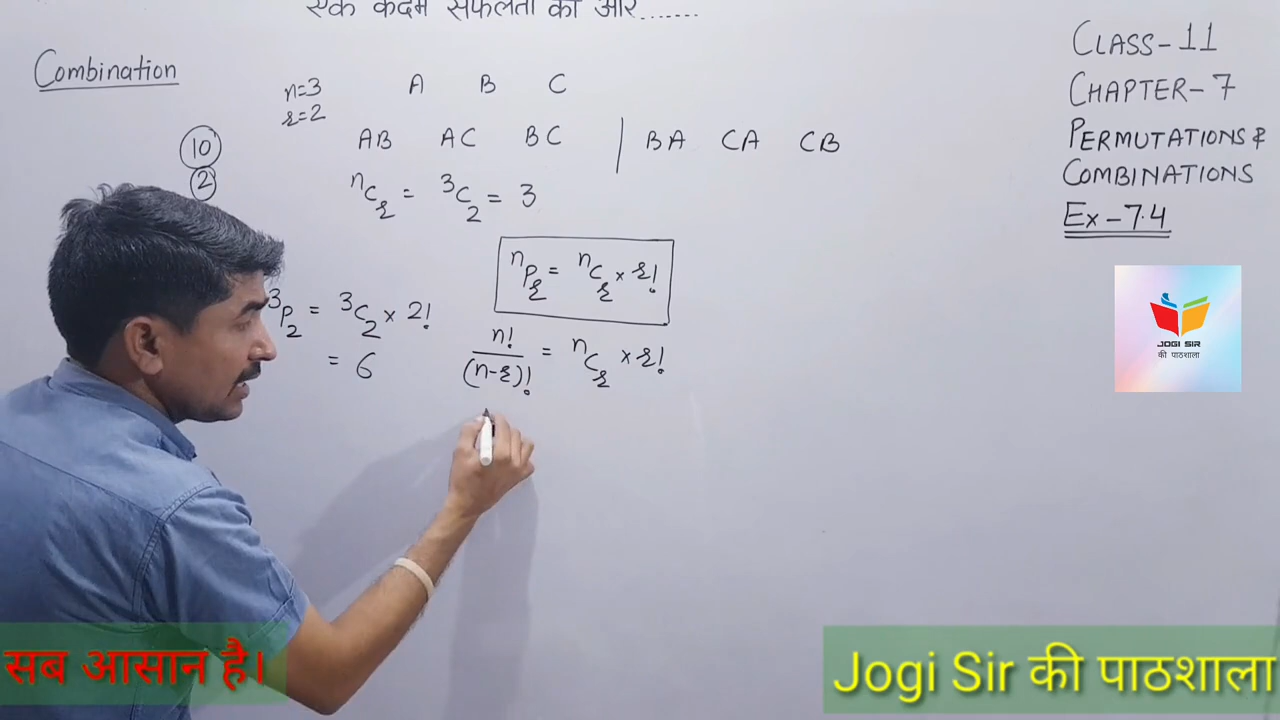 एक कदम सफलता की ओर.......
Combination
n=3 A B C
r=2
AB AC BC | BA CA CB
10
2
ⁿCᵣ = ³C₂ = 3
ⁿPᵣ = ⁿCᵣ × r!
³P₂ = ³C₂ × 2!
= 6
n!/(n-r)! = ⁿCᵣ × r!
CLASS-11
CHAPTER-7
PERMUTATIONS &
COMBINATIONS
Ex-7.4
JOGI SIR
की पाठशाला
सब आसान है।
Jogi Sir की पाठशाला